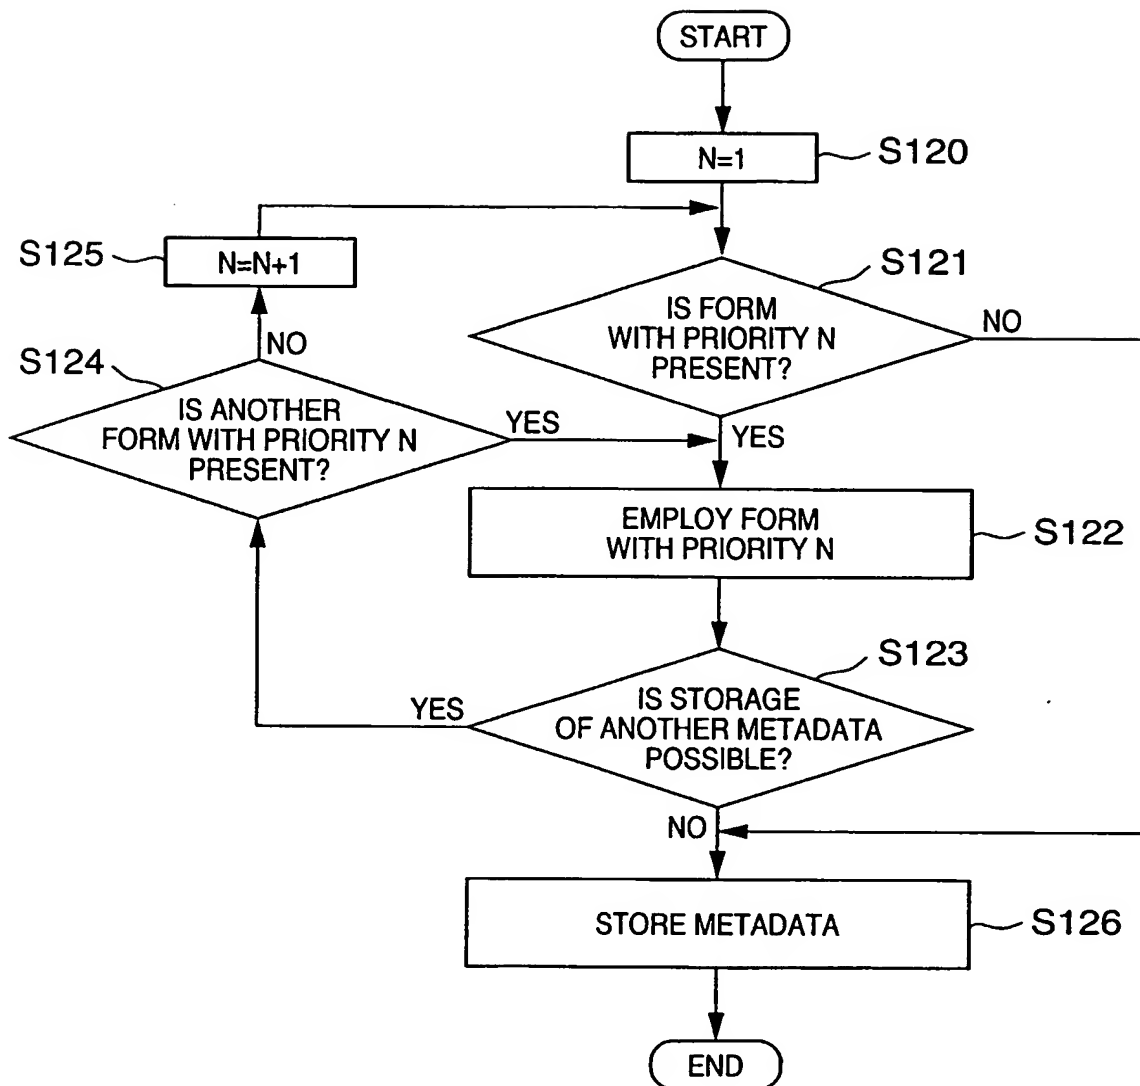 START
N=1
S120
S125
N=N+1
S121
IS FORM
WITH PRIORITY N
PRESENT?
NO
S124
NO
IS ANOTHER
FORM WITH PRIORITY N
PRESENT?
YES
YES
EMPLOY FORM
WITH PRIORITY N
S122
S123
YES
IS STORAGE
OF ANOTHER METADATA
POSSIBLE?
NO
STORE METADATA
S126
END